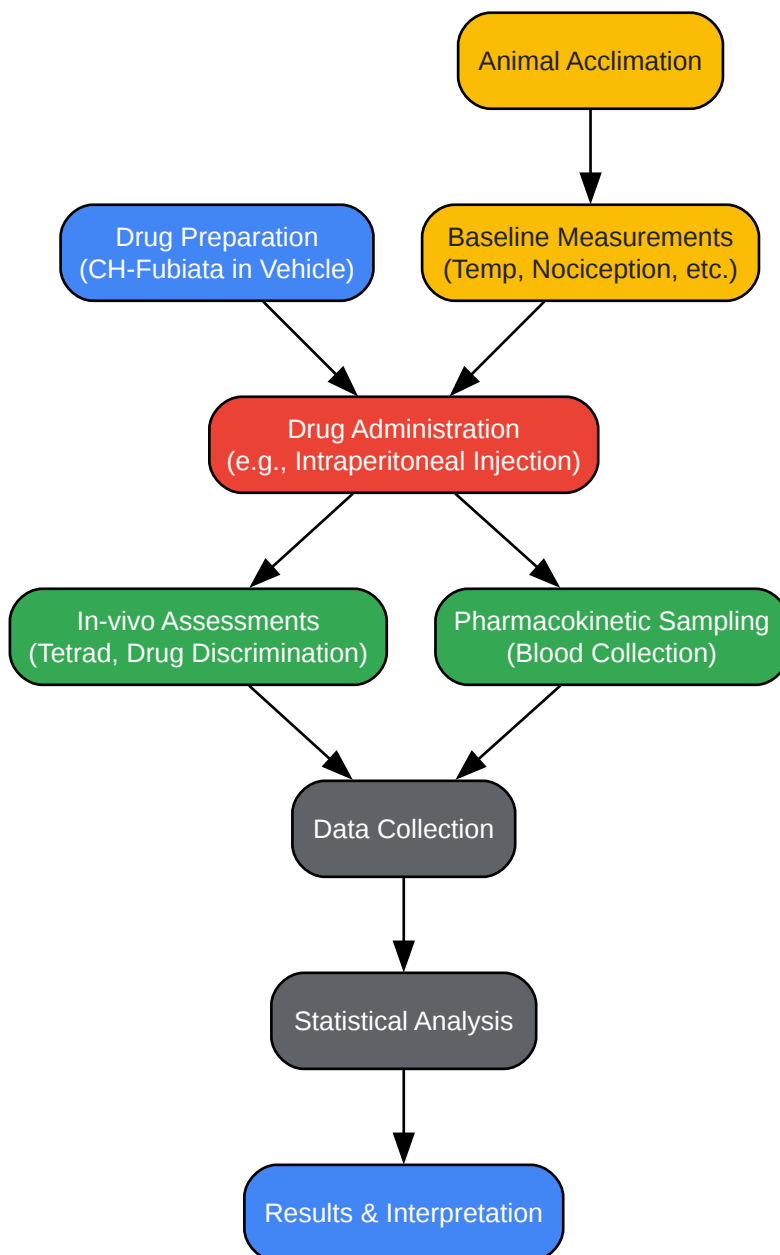 Animal Acclimation
Drug Preparation
(CH-Fubiata in Vehicle)
Baseline Measurements
(Temp, Nociception, etc.)
Drug Administration
(e.g., Intraperitoneal Injection)
In-vivo Assessments
(Tetrad, Drug Discrimination)
Pharmacokinetic Sampling
(Blood Collection)
Data Collection
Statistical Analysis
Results & Interpretation